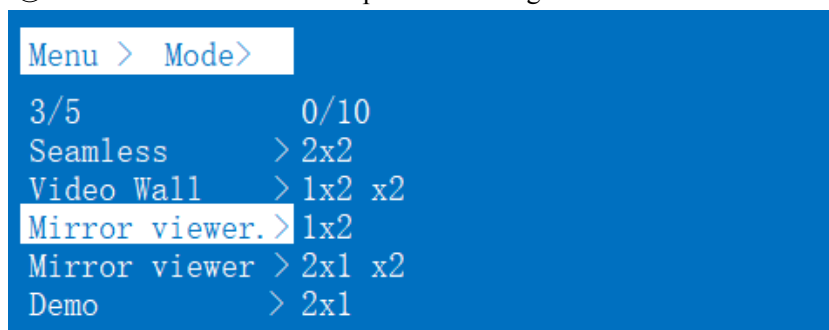 Menu > Mode>
3/5 0/10
Seamless > 2x2
Video Wall > 1x2 x2
Mirror viewer. > 1x2
Mirror viewer > 2x1 x2
Demo > 2x1